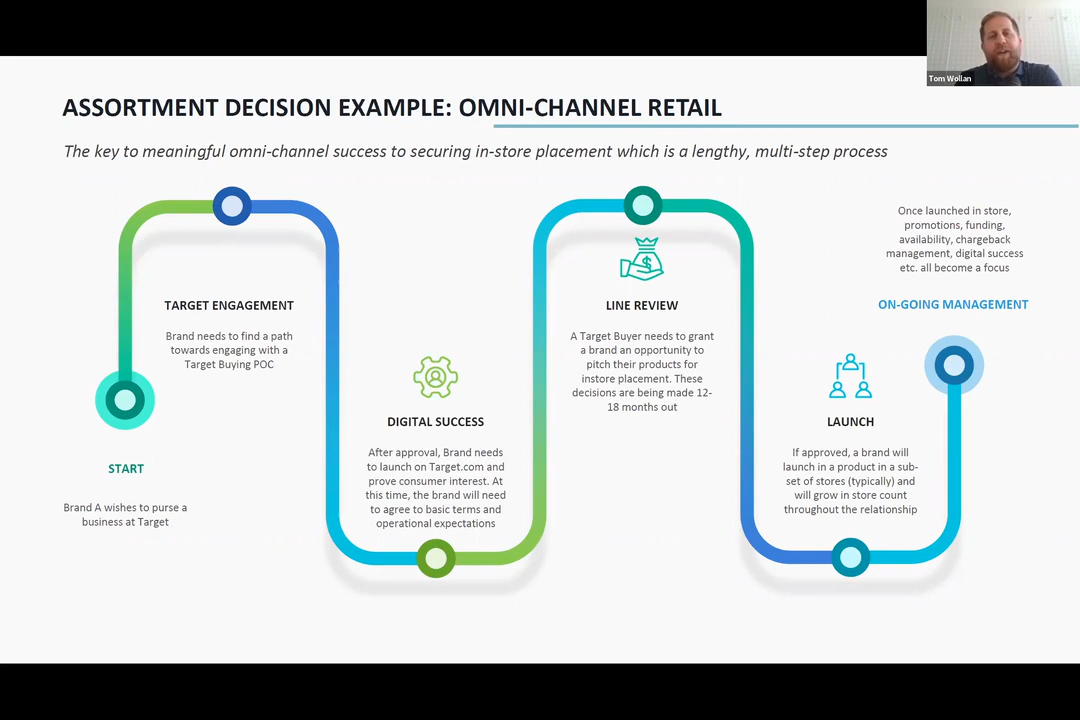 Tom Wollan
ASSORTMENT DECISION EXAMPLE: OMNI-CHANNEL RETAIL
The key to meaningful omni-channel success to securing in-store placement which is a lengthy, multi-step process
START
Brand A wishes to purse a
business at Target
TARGET ENGAGEMENT
Brand needs to find a path
towards engaging with a
Target Buying POC
DIGITAL SUCCESS
After approval, Brand needs
to launch on Target.com and
prove consumer interest. At
this time, the brand will need
to agree to basic terms and
operational expectations
$
LINE REVIEW
A Target Buyer needs to grant
a brand an opportunity to
pitch their products for
instore placement. These
decisions are being made 12-
18 months out
LAUNCH
If approved, a brand will
launch in a product in a sub-
set of stores (typically) and
will grow in store count
throughout the relationship
Once launched in store,
promotions, funding,
availability, chargeback
management, digital success
etc. all become a focus
ON-GOING MANAGEMENT